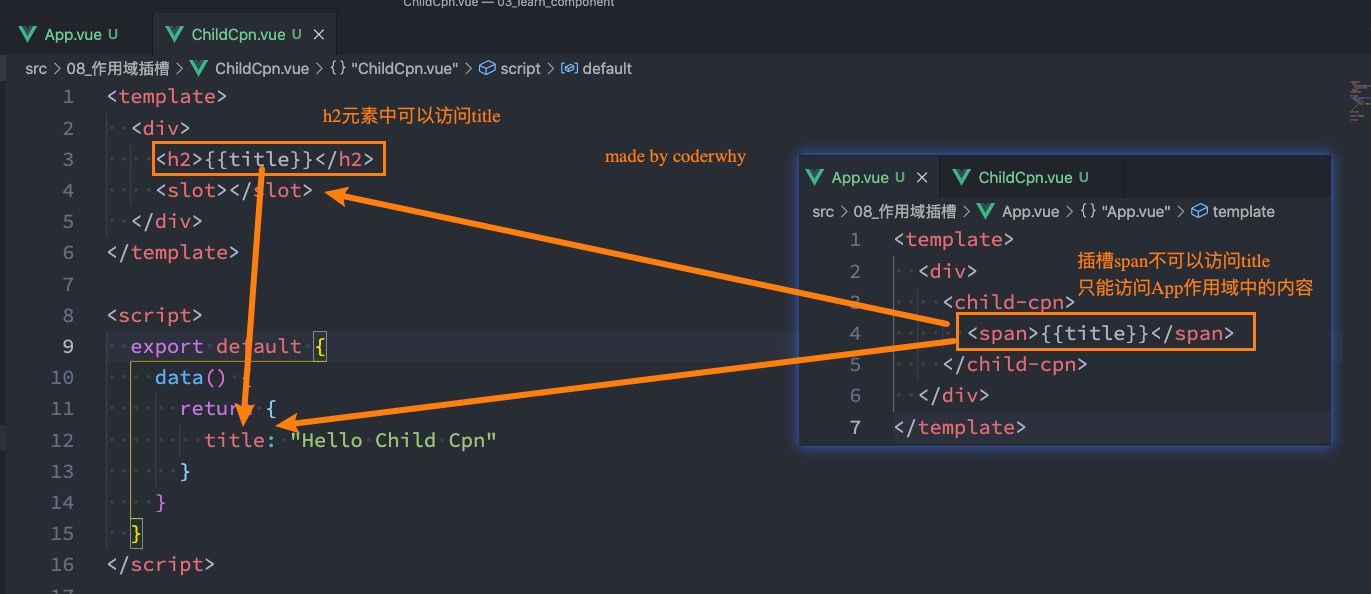 ChildCpn.vue — 03_learn_component
App.vue U ChildCpn.vue U ×
src > 08_作用域插槽 > ChildCpn.vue > {} "ChildCpn.vue" > script > default
1 <template>
h2元素中可以访问title
2 <div>
3 <h2>{{title}}</h2>
4 <slot></slot>
5 </div>
6 </template>
7
8 <script>
9 export default {
10 data() {
11 return {
12 title: "Hello Child Cpn"
13 }
14 }
15 }
16 </script>
17
made by coderwhy
App.vue U × ChildCpn.vue U
src > 08_作用域插槽 > App.vue > {} "App.vue" > template
1 <template>
插槽span不可以访问title
2 <div>
只能访问App作用域中的内容
3 <child-cpn>
4 <span>{{title}}</span>
5 </child-cpn>
6 </div>
7 </template>